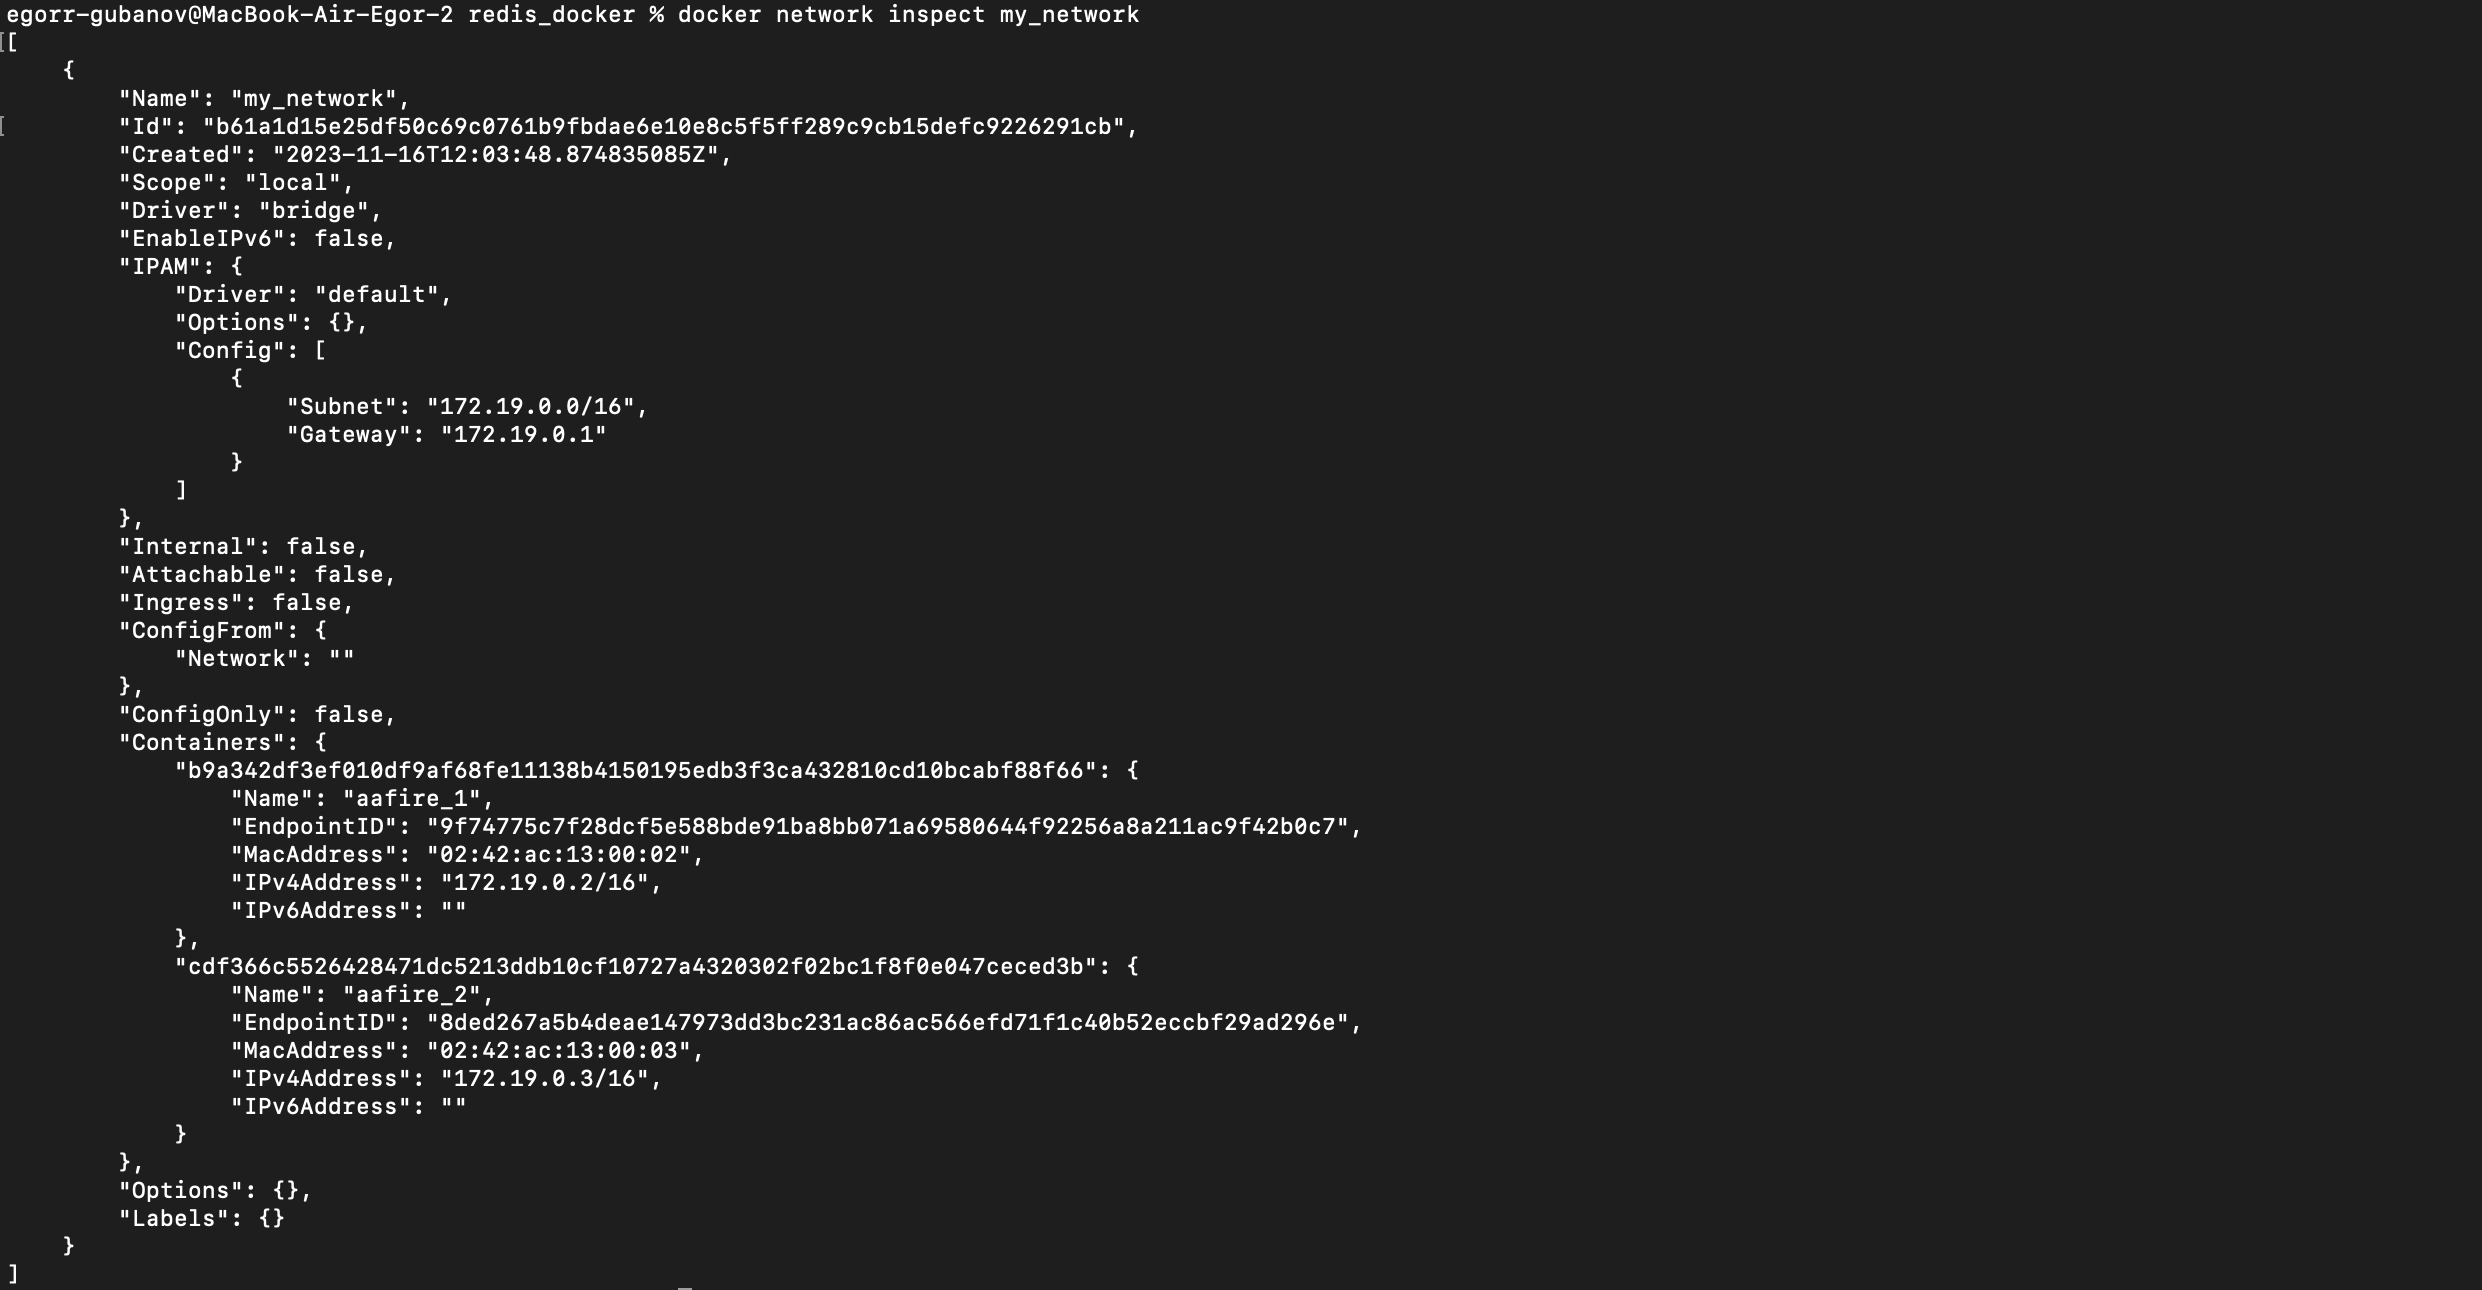 egorr-gubanov@MacBook-Air-Egor-2 redis_docker % docker network inspect my_network
[[
    {
        "Name": "my_network",
[       "Id": "b61a1d15e25df50c69c0761b9fbdae6e10e8c5f5ff289c9cb15defc9226291cb",
        "Created": "2023-11-16T12:03:48.874835085Z",
        "Scope": "local",
        "Driver": "bridge",
        "EnableIPv6": false,
        "IPAM": {
            "Driver": "default",
            "Options": {},
            "Config": [
                {
                    "Subnet": "172.19.0.0/16",
                    "Gateway": "172.19.0.1"
                }
            ]
        },
        "Internal": false,
        "Attachable": false,
        "Ingress": false,
        "ConfigFrom": {
            "Network": ""
        },
        "ConfigOnly": false,
        "Containers": {
            "b9a342df3ef010df9af68fe11138b4150195edb3f3ca432810cd10bcabf88f66": {
                "Name": "aafire_1",
                "EndpointID": "9f74775c7f28dcf5e588bde91ba8bb071a69580644f92256a8a211ac9f42b0c7",
                "MacAddress": "02:42:ac:13:00:02",
                "IPv4Address": "172.19.0.2/16",
                "IPv6Address": ""
            },
            "cdf366c5526428471dc5213ddb10cf10727a4320302f02bc1f8f0e047ceced3b": {
                "Name": "aafire_2",
                "EndpointID": "8ded267a5b4deae147973dd3bc231ac86ac566efd71f1c40b52eccbf29ad296e",
                "MacAddress": "02:42:ac:13:00:03",
                "IPv4Address": "172.19.0.3/16",
                "IPv6Address": ""
            }
        },
        "Options": {},
        "Labels": {}
    }
]